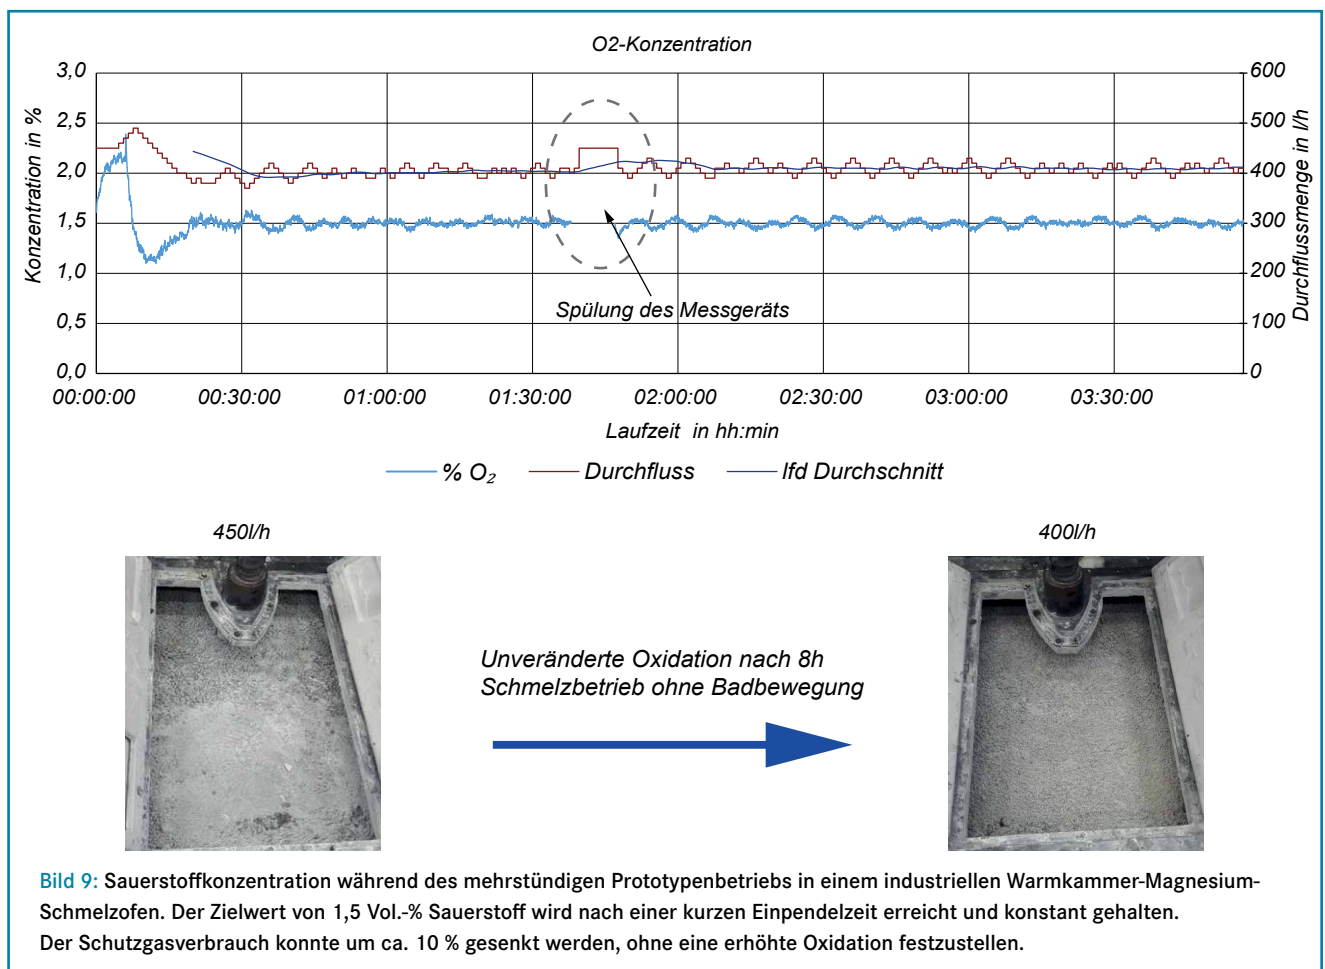 O2-Konzentration
3,0
2,5
2,0
1,5
1,0
0,5
0,0
Konzentration in %
600
500
400
300
200
100
0
Durchflussmenge in l/h
Spülung des Messgeräts
00:00:00 00:30:00 01:00:00 01:30:00 02:00:00 02:30:00 03:00:00 03:30:00
Laufzeit in hh:min
% O₂ Durchfluss lfd Durchschnitt
450l/h
400l/h
Unveränderte Oxidation nach 8h
Schmelzbetrieb ohne Badbewegung
Bild 9: Sauerstoffkonzentration während des mehrstündigen Prototypenbetriebs in einem industriellen Warmkammer-Magnesium-
Schmelzofen. Der Zielwert von 1,5 Vol.-% Sauerstoff wird nach einer kurzen Einpendelzeit erreicht und konstant gehalten.
Der Schutzgasverbrauch konnte um ca. 10 % gesenkt werden, ohne eine erhöhte Oxidation festzustellen.